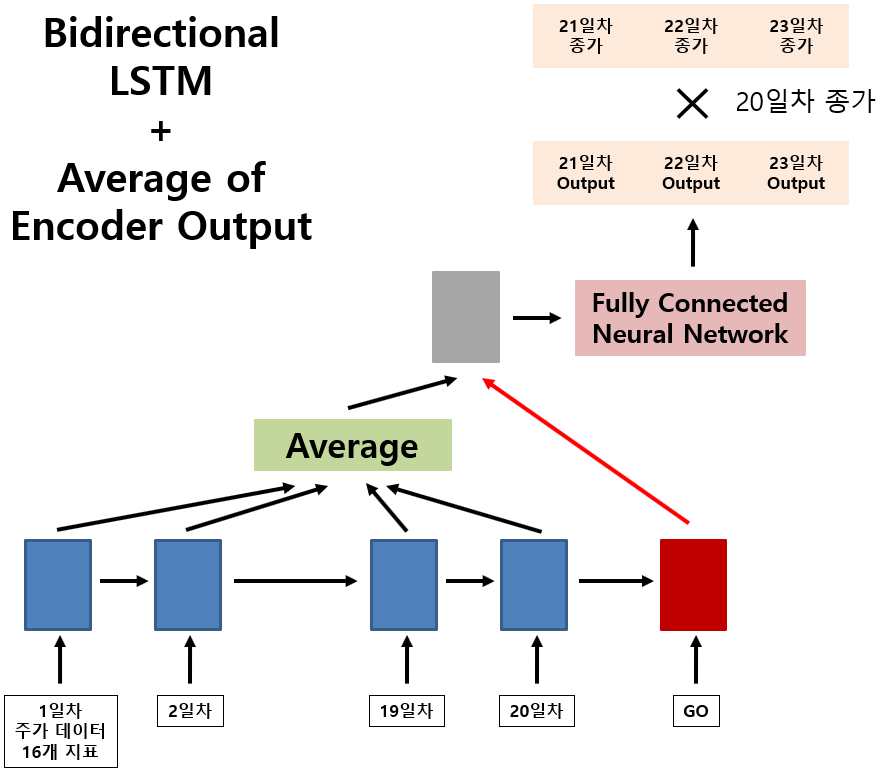 Bidirectional
LSTM
+
Average of
Encoder Output
21일차
종가
22일차
종가
23일차
종가
20일차 종가
21일차
Output
22일차
Output
23일차
Output
Fully Connected
Neural Network
Average
1일차
주가 데이터
16개 지표
2일차
19일차
20일차
GO